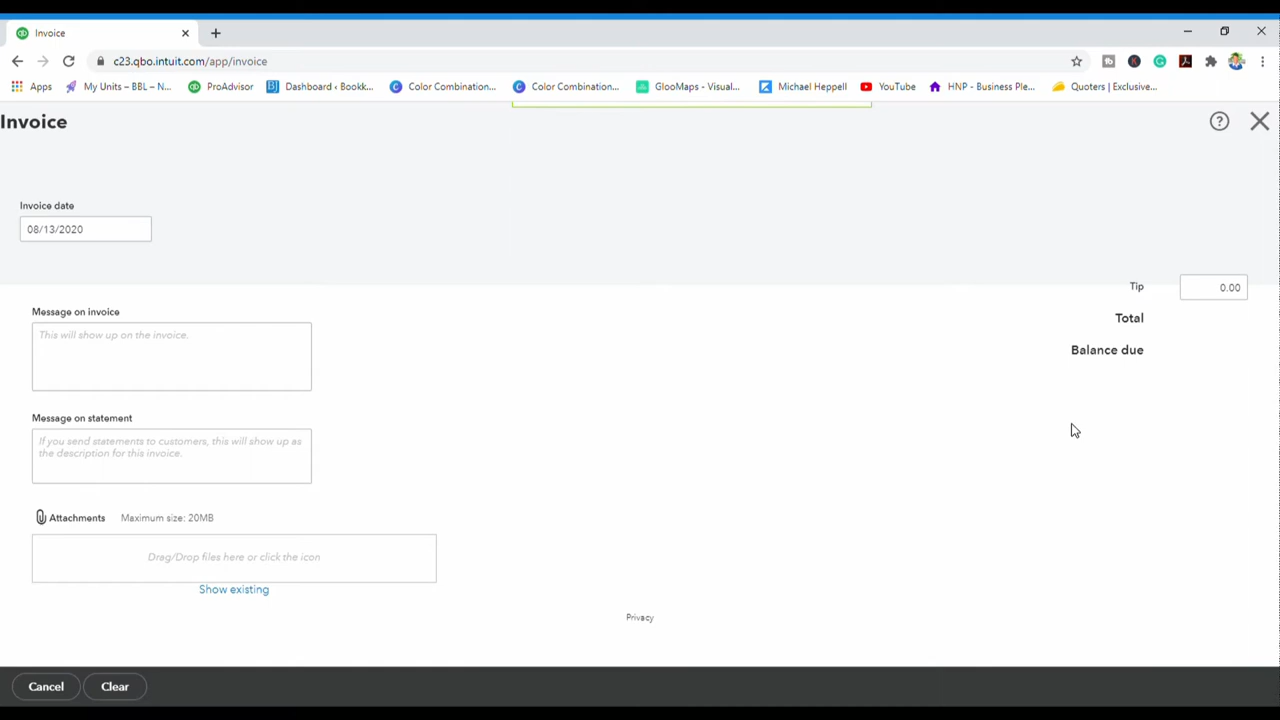 Invoice
c23.qbo.intuit.com/app/invoice
Apps
My Units – BBL – N...
ProAdvisor
Dashboard ‹ Bookk...
Color Combination...
Color Combination...
GlooMaps - Visual...
Michael Heppell
YouTube
HNP - Business Ple...
Quoters | Exclusive...
Invoice
Invoice date
08/13/2020
Tip
0.00
Total
Balance due
Message on invoice
This will show up on the invoice.
Message on statement
If you send statements to customers, this will show up as
the description for this invoice.
Attachments
Maximum size: 20MB
Drag/Drop files here or click the icon
Show existing
Privacy
Cancel
Clear